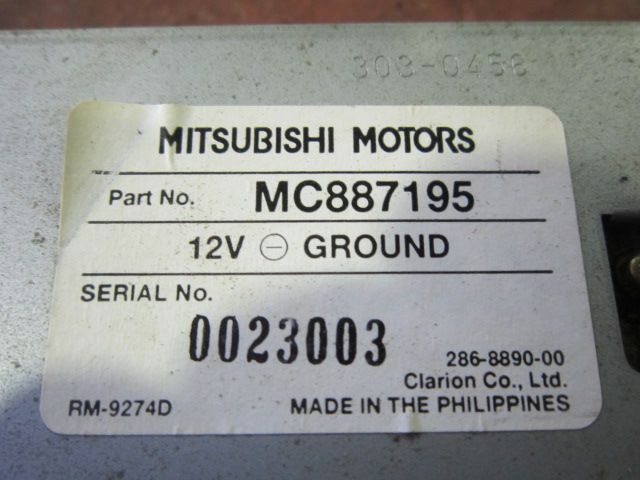 303-0456
MITSUBISHI MOTORS
Part No. MC887195
12V ⊖ GROUND
SERIAL No.
0023003
286-8890-00
Clarion Co., Ltd.
RM-9274D MADE IN THE PHILIPPINES